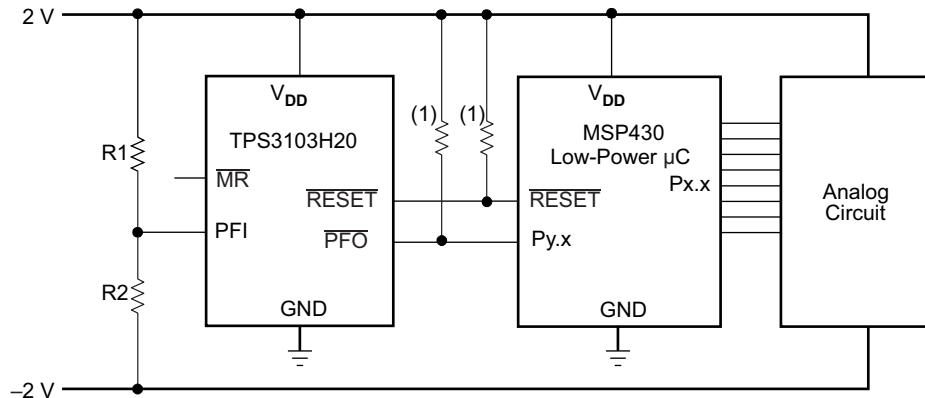 2 V
R1
R2
–2 V
VDD
TPS3103H20
MR
RESET
PFI
PFO
GND
(1)
(1)
VDD
MSP430
Low-Power µC
Px.x
RESET
Py.x
GND
Analog
Circuit